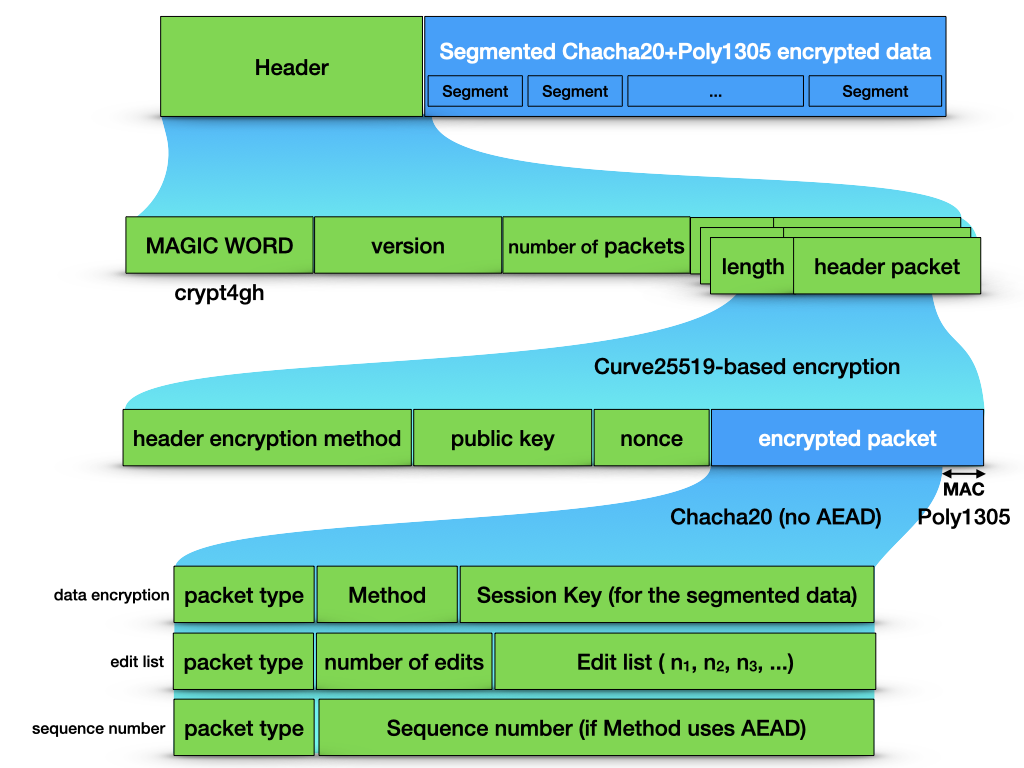 Header
Segmented Chacha20+Poly1305 encrypted data
Segment
Segment
...
Segment
MAGIC WORD
version
number of packets
length
header packet
crypt4gh
Curve25519-based encryption
header encryption method
public key
nonce
encrypted packet
MAC
Chacha20 (no AEAD)
Poly1305
data encryption
packet type
Method
Session Key (for the segmented data)
edit list
packet type
number of edits
Edit list ( n₁, n₂, n₃, ...)
sequence number
packet type
Sequence number (if Method uses AEAD)